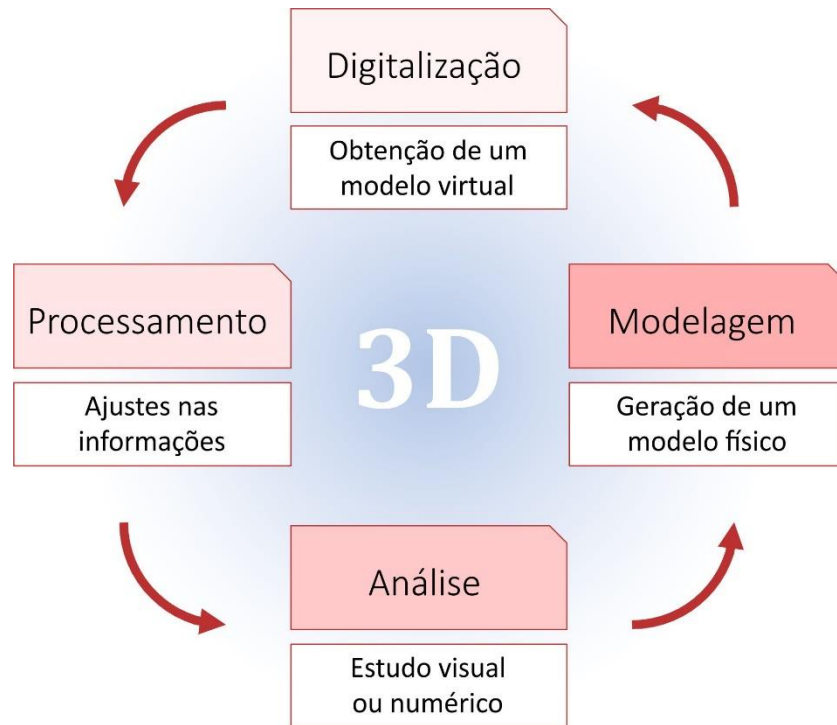 Digitalização
Obtenção de um
modelo virtual
Processamento
Ajustes nas
informações
3D
Modelagem
Geração de um
modelo físico
Análise
Estudo visual
ou numérico